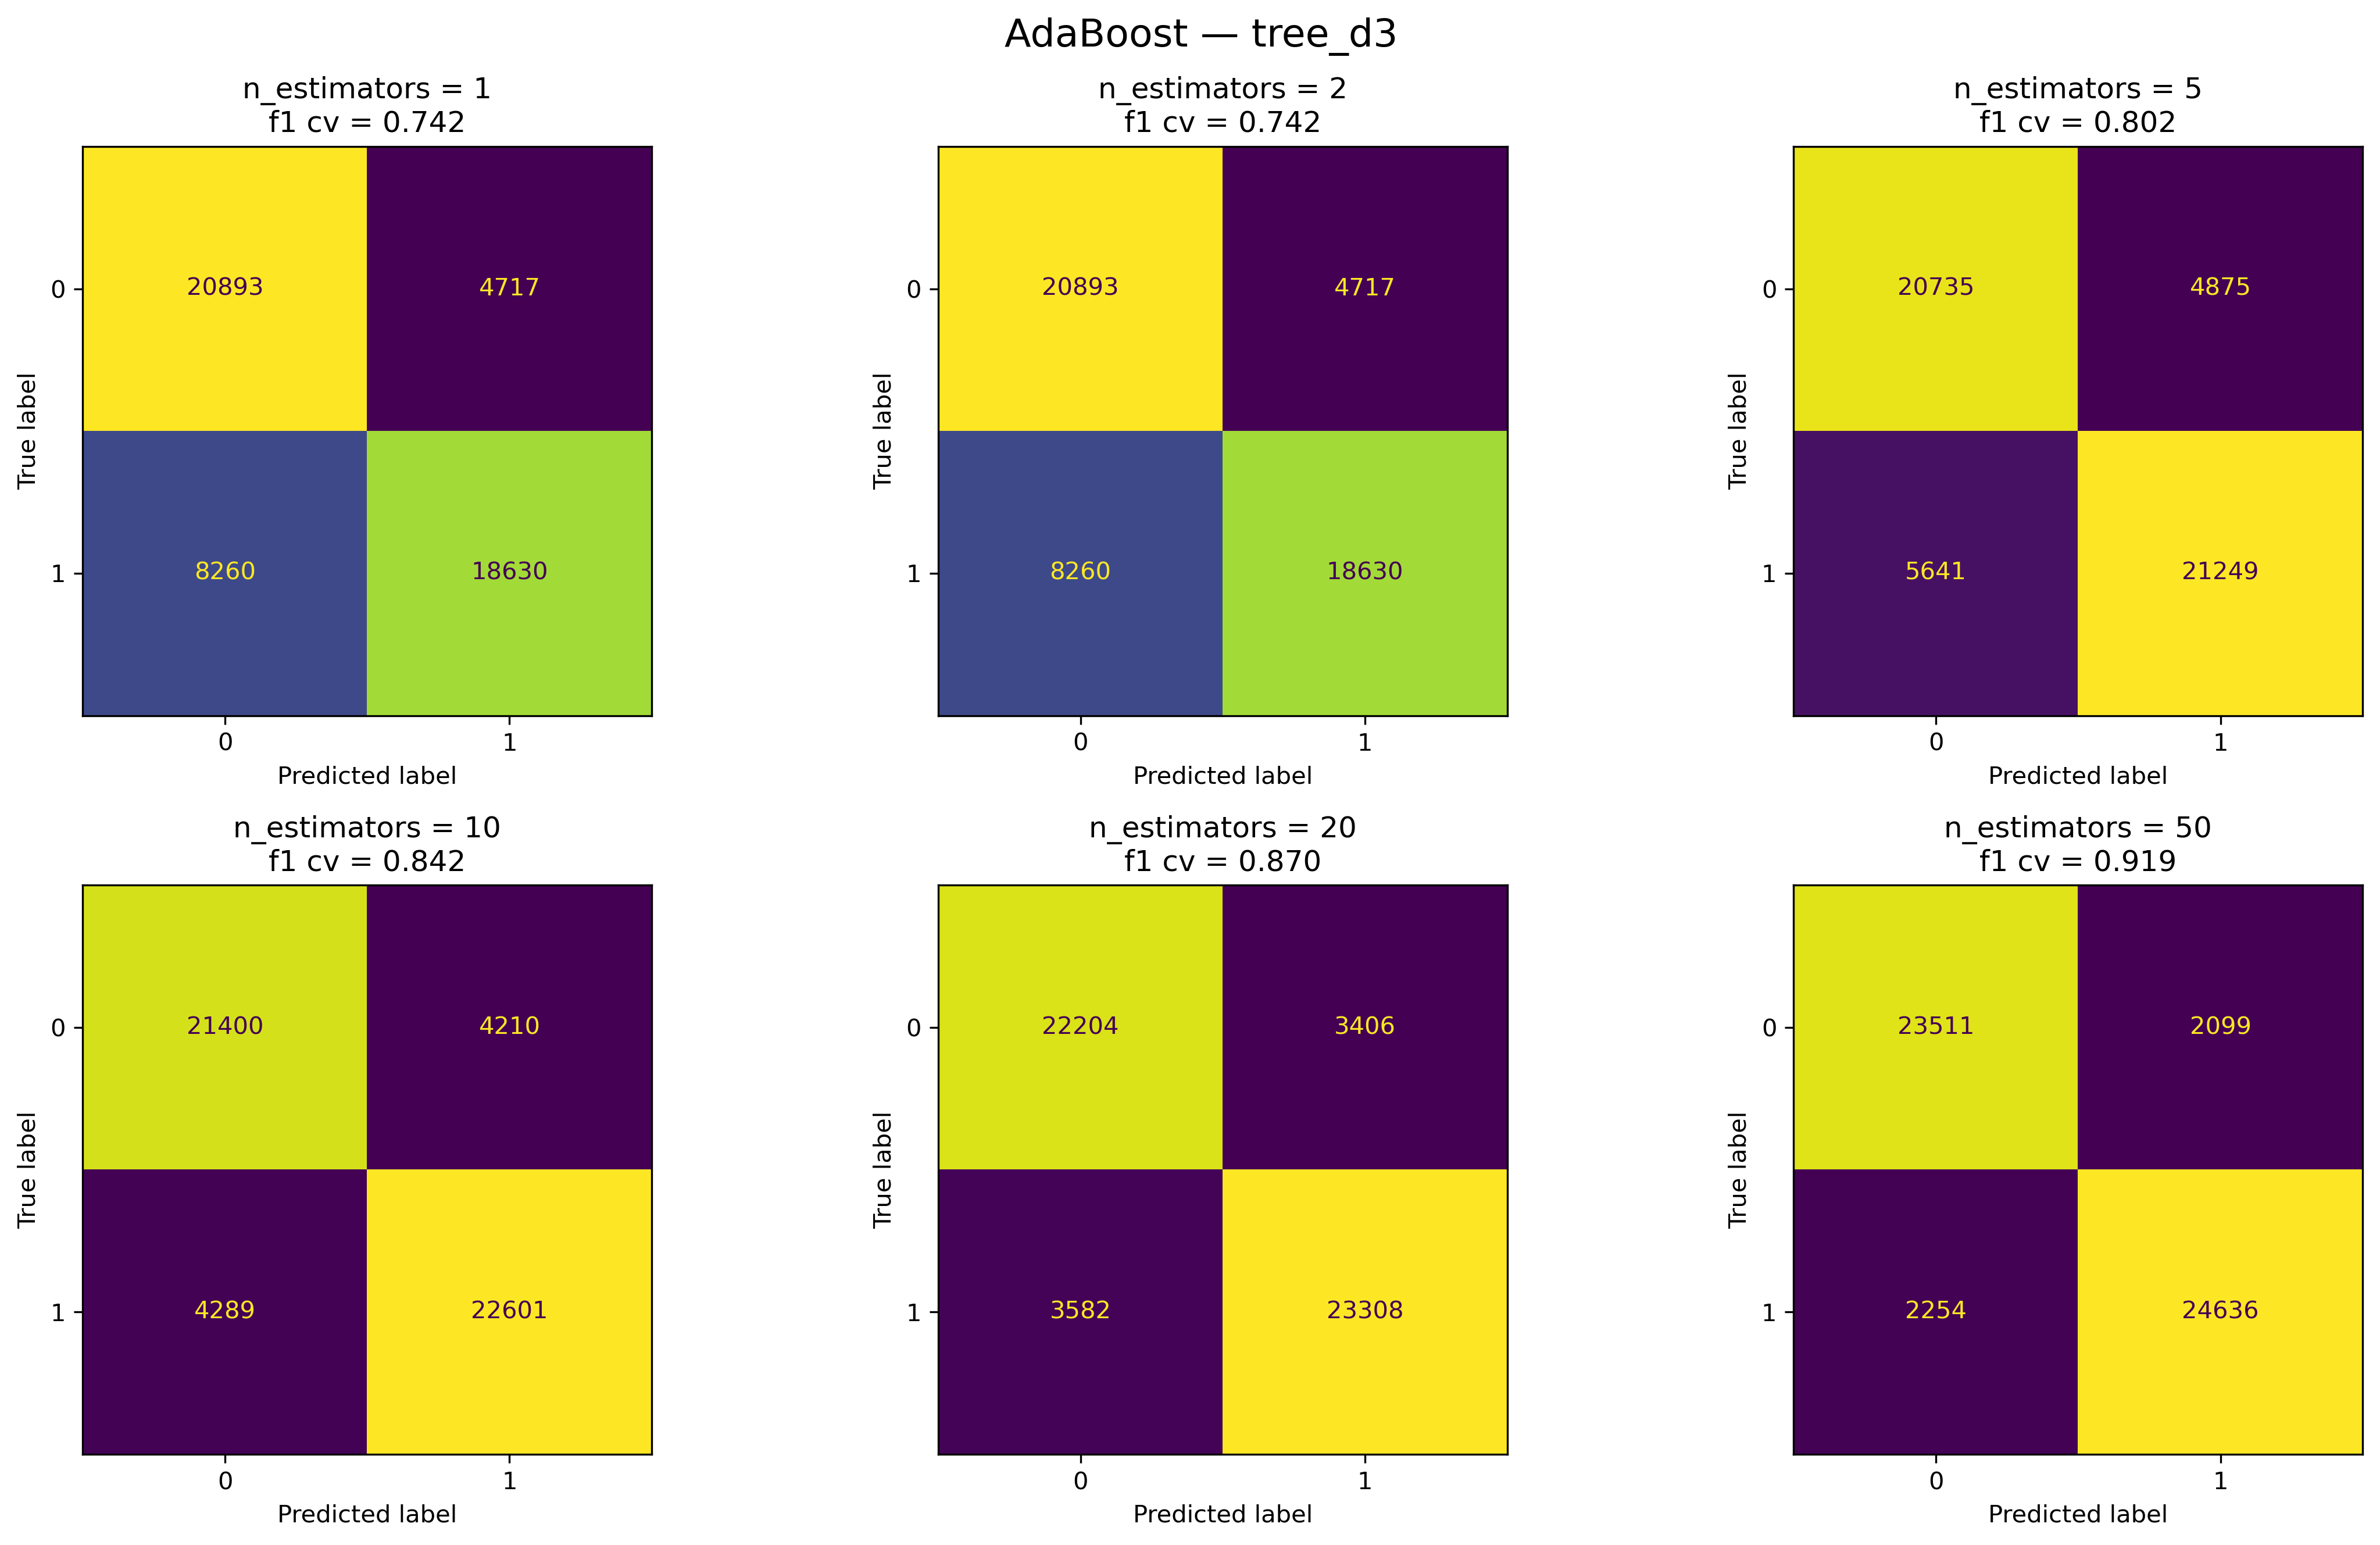 AdaBoost — tree_d3
n_estimators = 1
f1 cv = 0.742
True label
0
20893
4717
1
8260
18630
0
1
Predicted label
n_estimators = 2
f1 cv = 0.742
True label
0
20893
4717
1
8260
18630
0
1
Predicted label
n_estimators = 5
f1 cv = 0.802
True label
0
20735
4875
1
5641
21249
0
1
Predicted label
n_estimators = 10
f1 cv = 0.842
True label
0
21400
4210
1
4289
22601
0
1
Predicted label
n_estimators = 20
f1 cv = 0.870
True label
0
22204
3406
1
3582
23308
0
1
Predicted label
n_estimators = 50
f1 cv = 0.919
True label
0
23511
2099
1
2254
24636
0
1
Predicted label